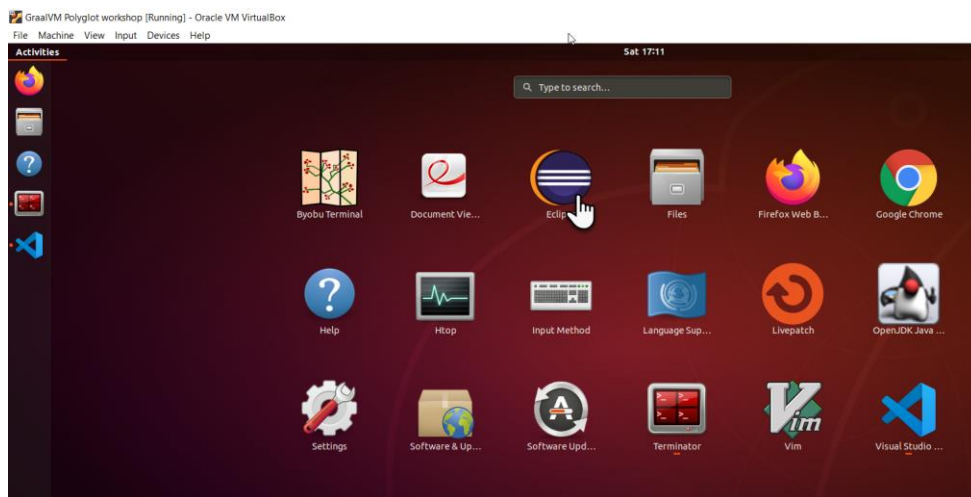 GraalVM Polyglot workshop [Running] - Oracle VM VirtualBox
File Machine View Input Devices Help
Activities Sat 17:11
Type to search...
Byobu Terminal Document Vie... Eclip Files Firefox Web B... Google Chrome
Help Htop Input Method Language Sup... Livepatch OpenJDK Java ...
Settings Software & Up... Software Upd... Terminator Vim Visual Studio ...